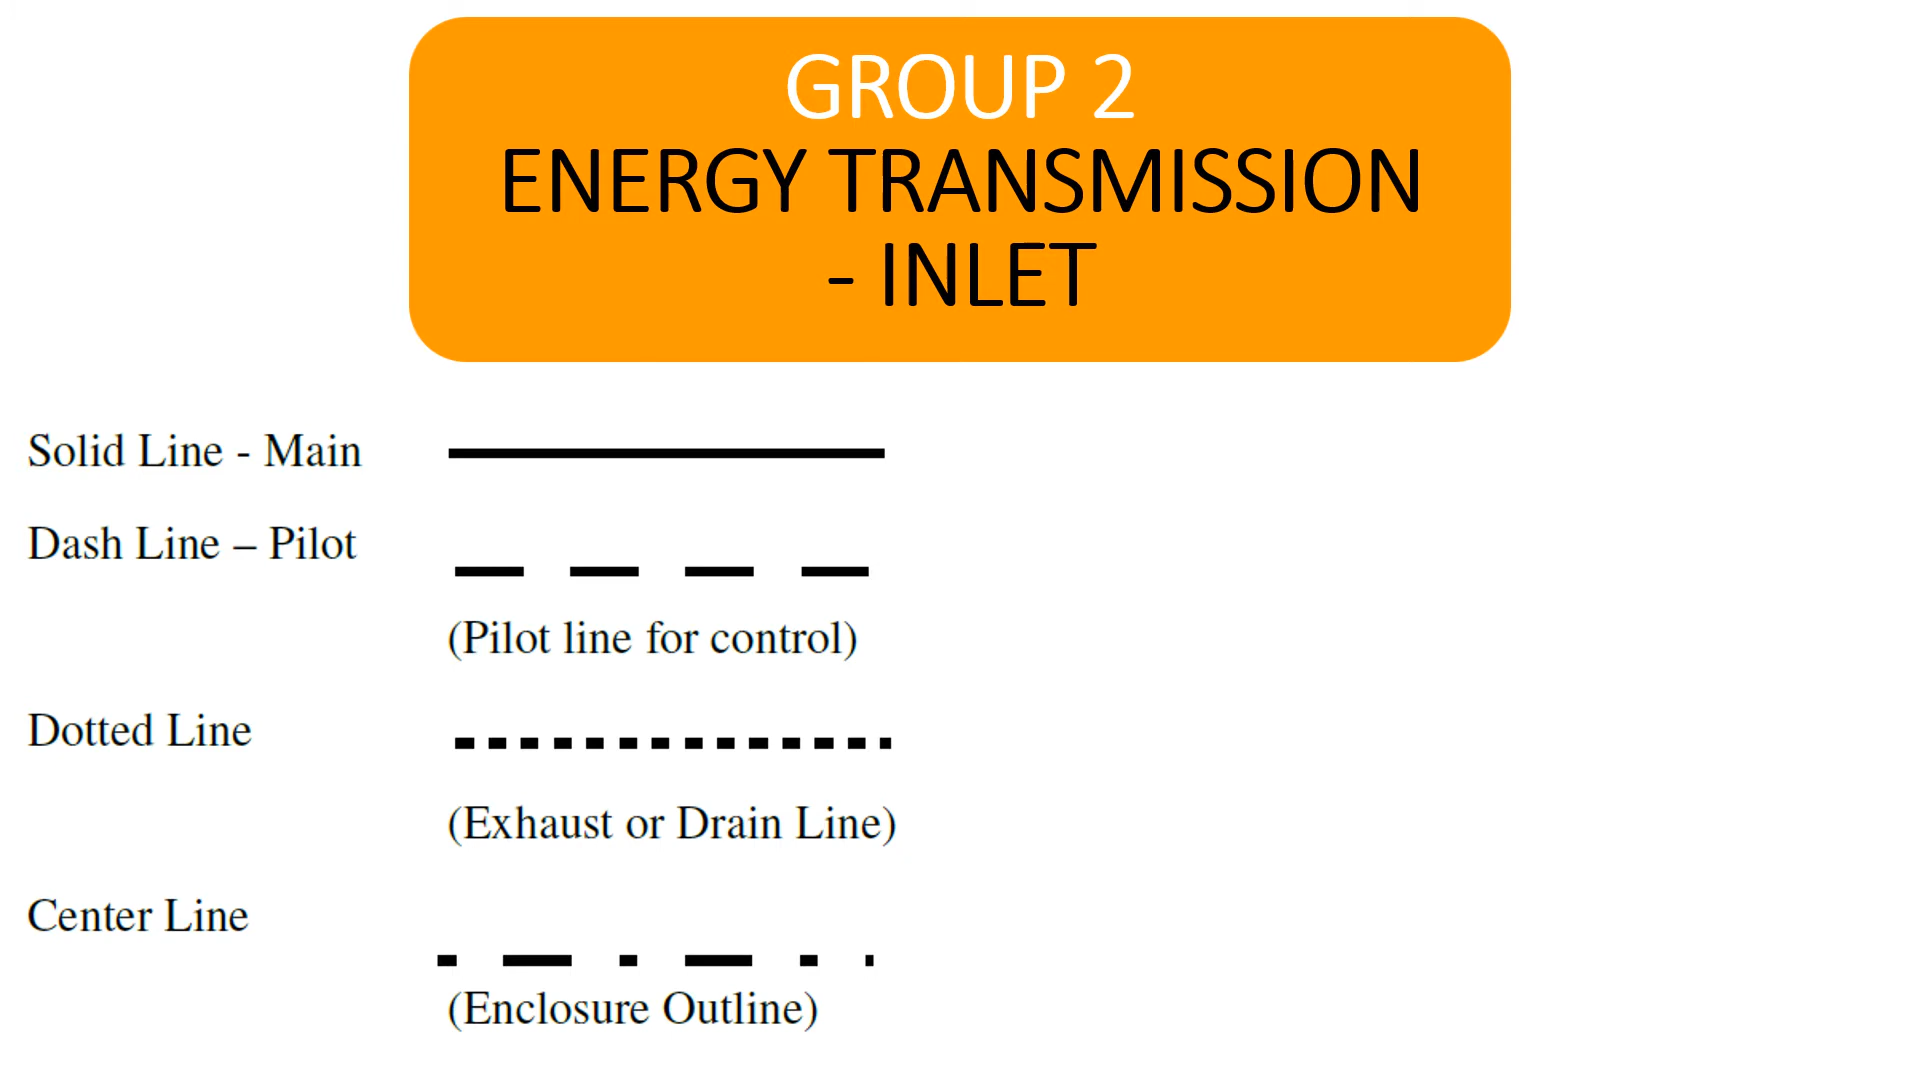 GROUP 2
ENERGY TRANSMISSION
- INLET
Solid Line - Main
Dash Line – Pilot
(Pilot line for control)
Dotted Line
(Exhaust or Drain Line)
Center Line
(Enclosure Outline)